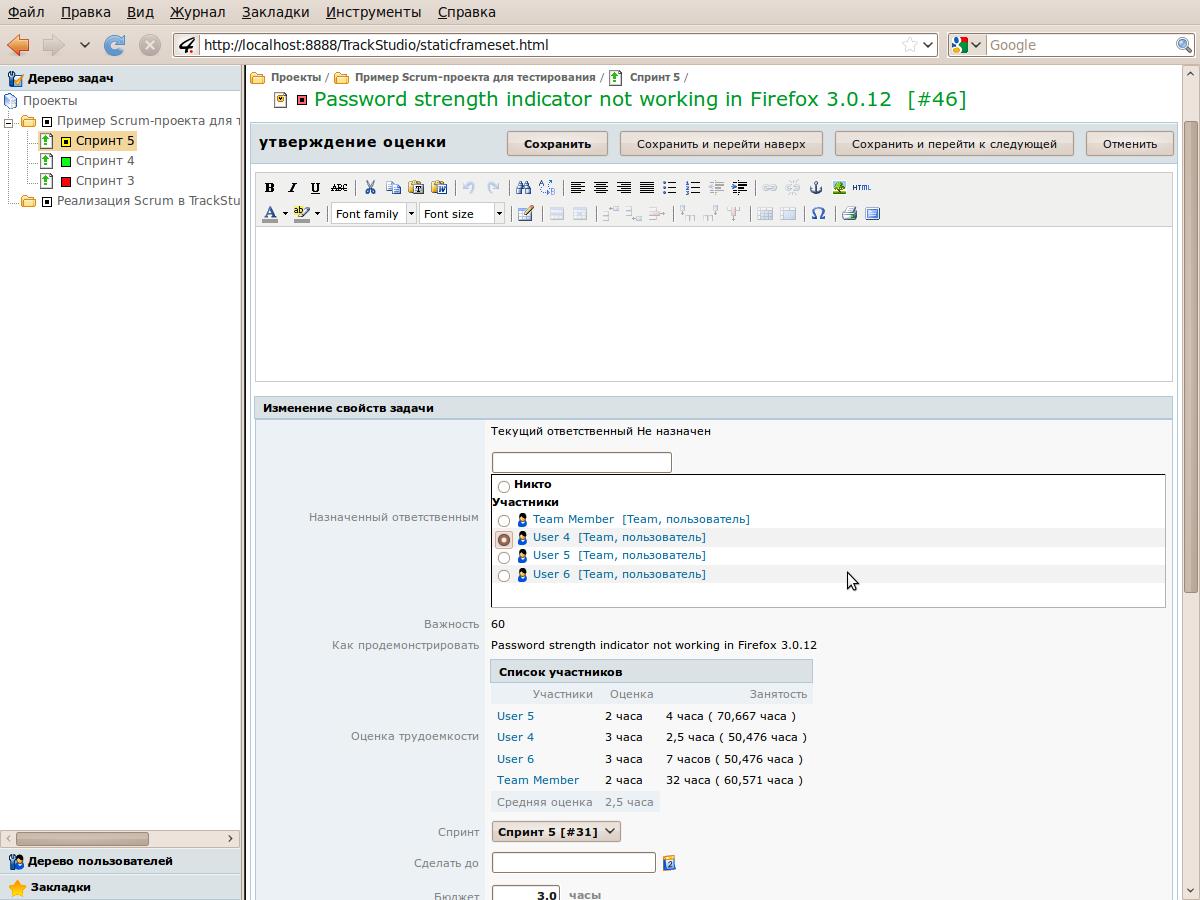 Файл Правка Вид Журнал Закладки Инструменты Справка
http://localhost:8888/TrackStudio/staticframeset.html
Google
Дерево задач
Проекты
Пример Scrum-проекта для т
Спринт 5
Спринт 4
Спринт 3
Реализация Scrum в TrackStu
Дерево пользователей
Закладки
Проекты / Пример Scrum-проекта для тестирования / Спринт 5 /
Password strength indicator not working in Firefox 3.0.12 [#46]
утверждение оценки Сохранить Сохранить и перейти наверх Сохранить и перейти к следующей Отменить
B I U ABC HTML
A ab Font family Font size Ω
Изменение свойств задачи
Текущий ответственный Не назначен
Назначенный ответственным
Никто
Участники
Team Member [Team, пользователь]
User 4 [Team, пользователь]
User 5 [Team, пользователь]
User 6 [Team, пользователь]
Важность 60
Как продемонстрировать Password strength indicator not working in Firefox 3.0.12
Оценка трудоемкости
Список участников
Участники Оценка Занятость
User 5 2 часа 4 часа ( 70,667 часа )
User 4 3 часа 2,5 часа ( 50,476 часа )
User 6 3 часа 7 часов ( 50,476 часа )
Team Member 2 часа 32 часа ( 60,571 часа )
Средняя оценка 2,5 часа
Спринт Спринт 5 [#31]
Сделать до
Бюджет 3.0 часы